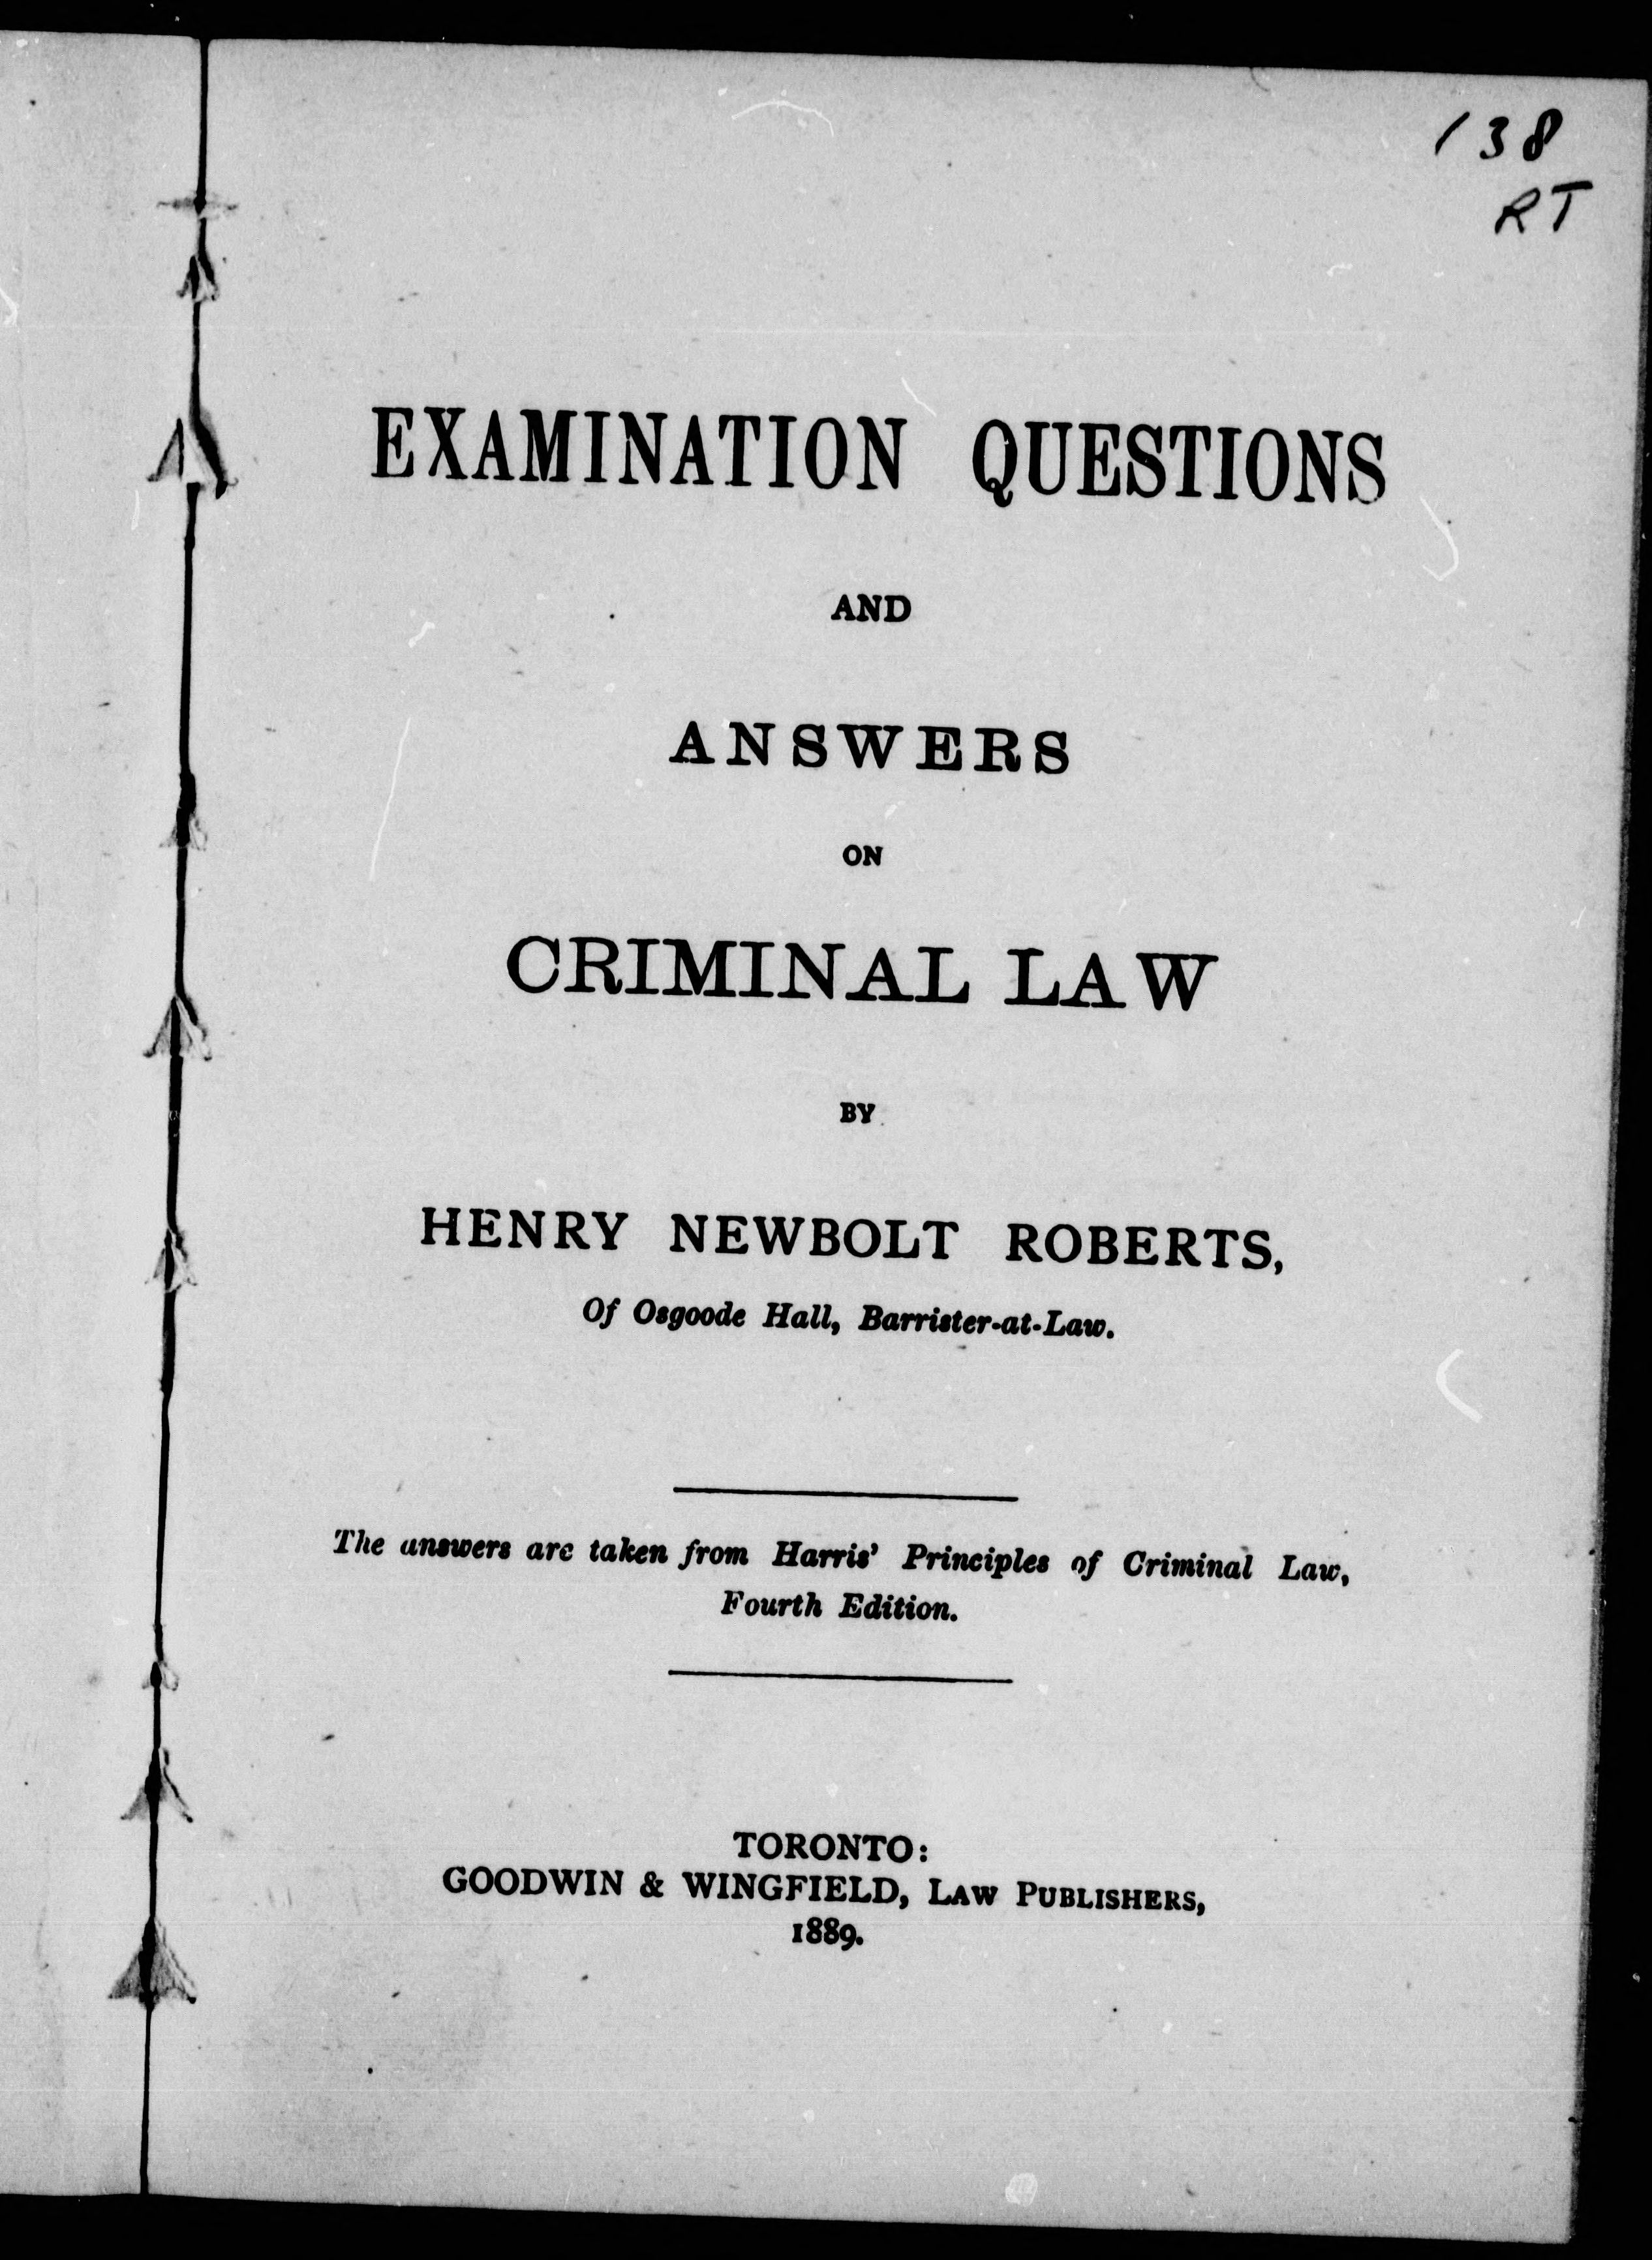 138
RT
EXAMINATION QUESTIONS
AND
ANSWERS
ON
CRIMINAL LAW
BY
HENRY NEWBOLT ROBERTS,
Of Osgoode Hall, Barrister-at-Law.
The answers are taken from Harris' Principles of Criminal Law,
Fourth Edition.
TORONTO:
GOODWIN & WINGFIELD, LAW PUBLISHERS,
1889.